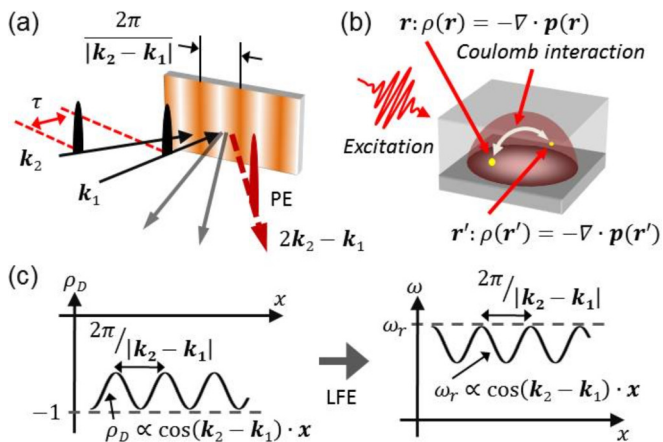 (a)
2π
|k₂ − k₁|
τ
k₂
k₁
PE
2k₂ − k₁
(b)
r: ρ(r) = −∇ · p(r)
Coulomb interaction
Excitation
r′: ρ(r′) = −∇ · p(r′)
(c)
ρ_D
x
2π/|k₂ − k₁|
−1
ρ_D ∝ cos(k₂ − k₁) · x
LFE
ω
2π/|k₂ − k₁|
ω_r
ω_r ∝ cos(k₂ − k₁) · x
x